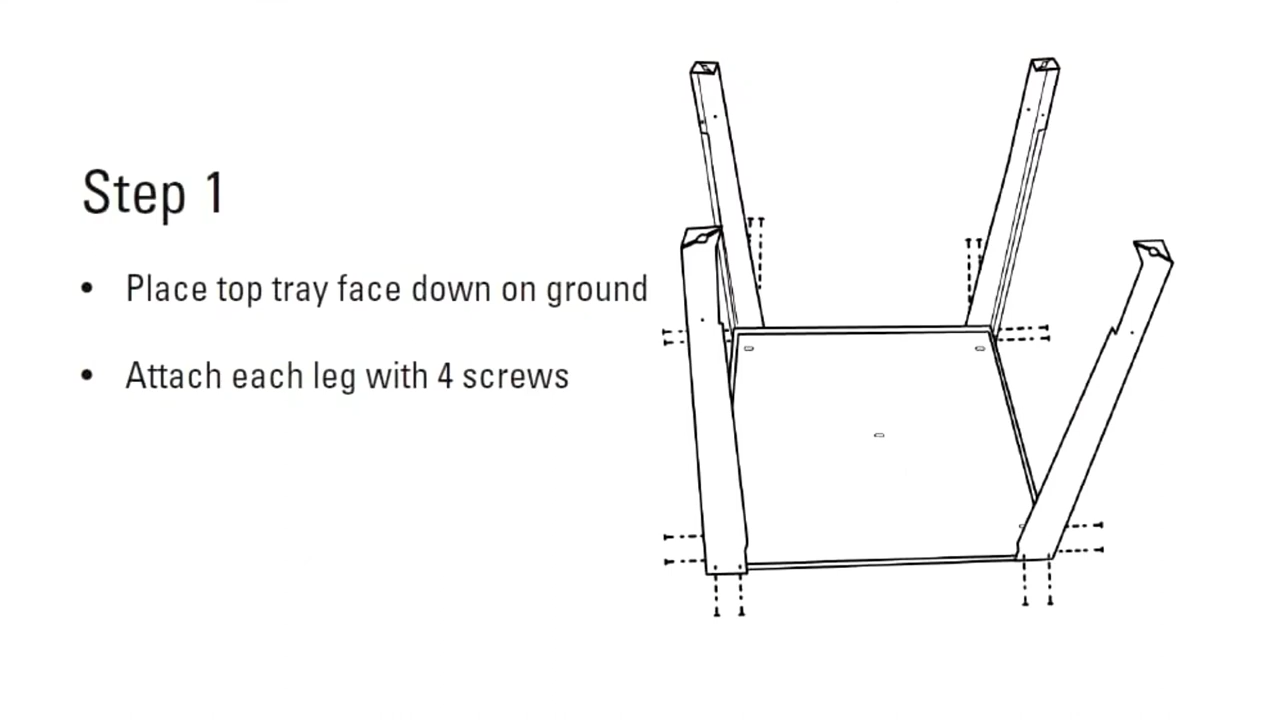 Step 1
• Place top tray face down on ground
• Attach each leg with 4 screws